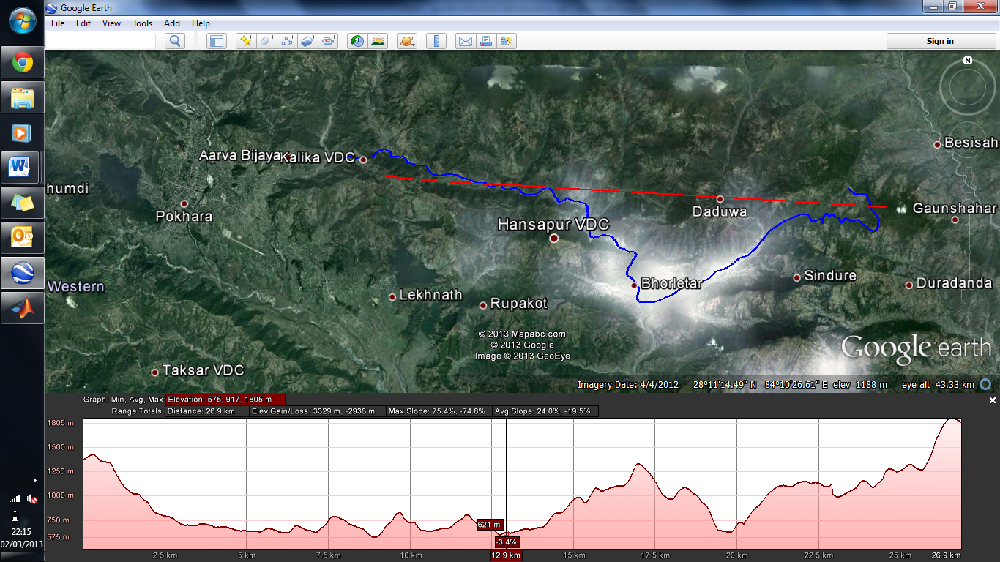 Google Earth
File Edit View Tools Add Help
Sign in
N
Besisah
Aarva Bijaya Kalika VDC
humdi
Pokhara
Daduwa
Gaunshahar
Hansapur VDC
Western
Lekhnath
Rupakot
Bhorletar
Sindure
Duradanda
© 2013 Mapabc.com
© 2013 Google
Image © 2013 GeoEye
Google earth
Taksar VDC
Imagery Date: 4/4/2012 28°11'14.49" N 84°10'26.61" E elev 1188 m eye alt 43.33 km
Graph: Min, Avg, Max Elevation: 575, 917, 1805 m
Range Totals: Distance: 26.9 km Elev Gain/Loss: 3329 m, -2936 m Max Slope: 75.4%, -74.8% Avg Slope: 24.0%, -19.5%
1805 m
1500 m
1250 m
1000 m
750 m
575 m
621 m
-3.4%
2.5 km 5 km 7.5 km 10 km 12.9 km 15 km 17.5 km 20 km 22.5 km 25 km 26.9 km
22:15
02/03/2013